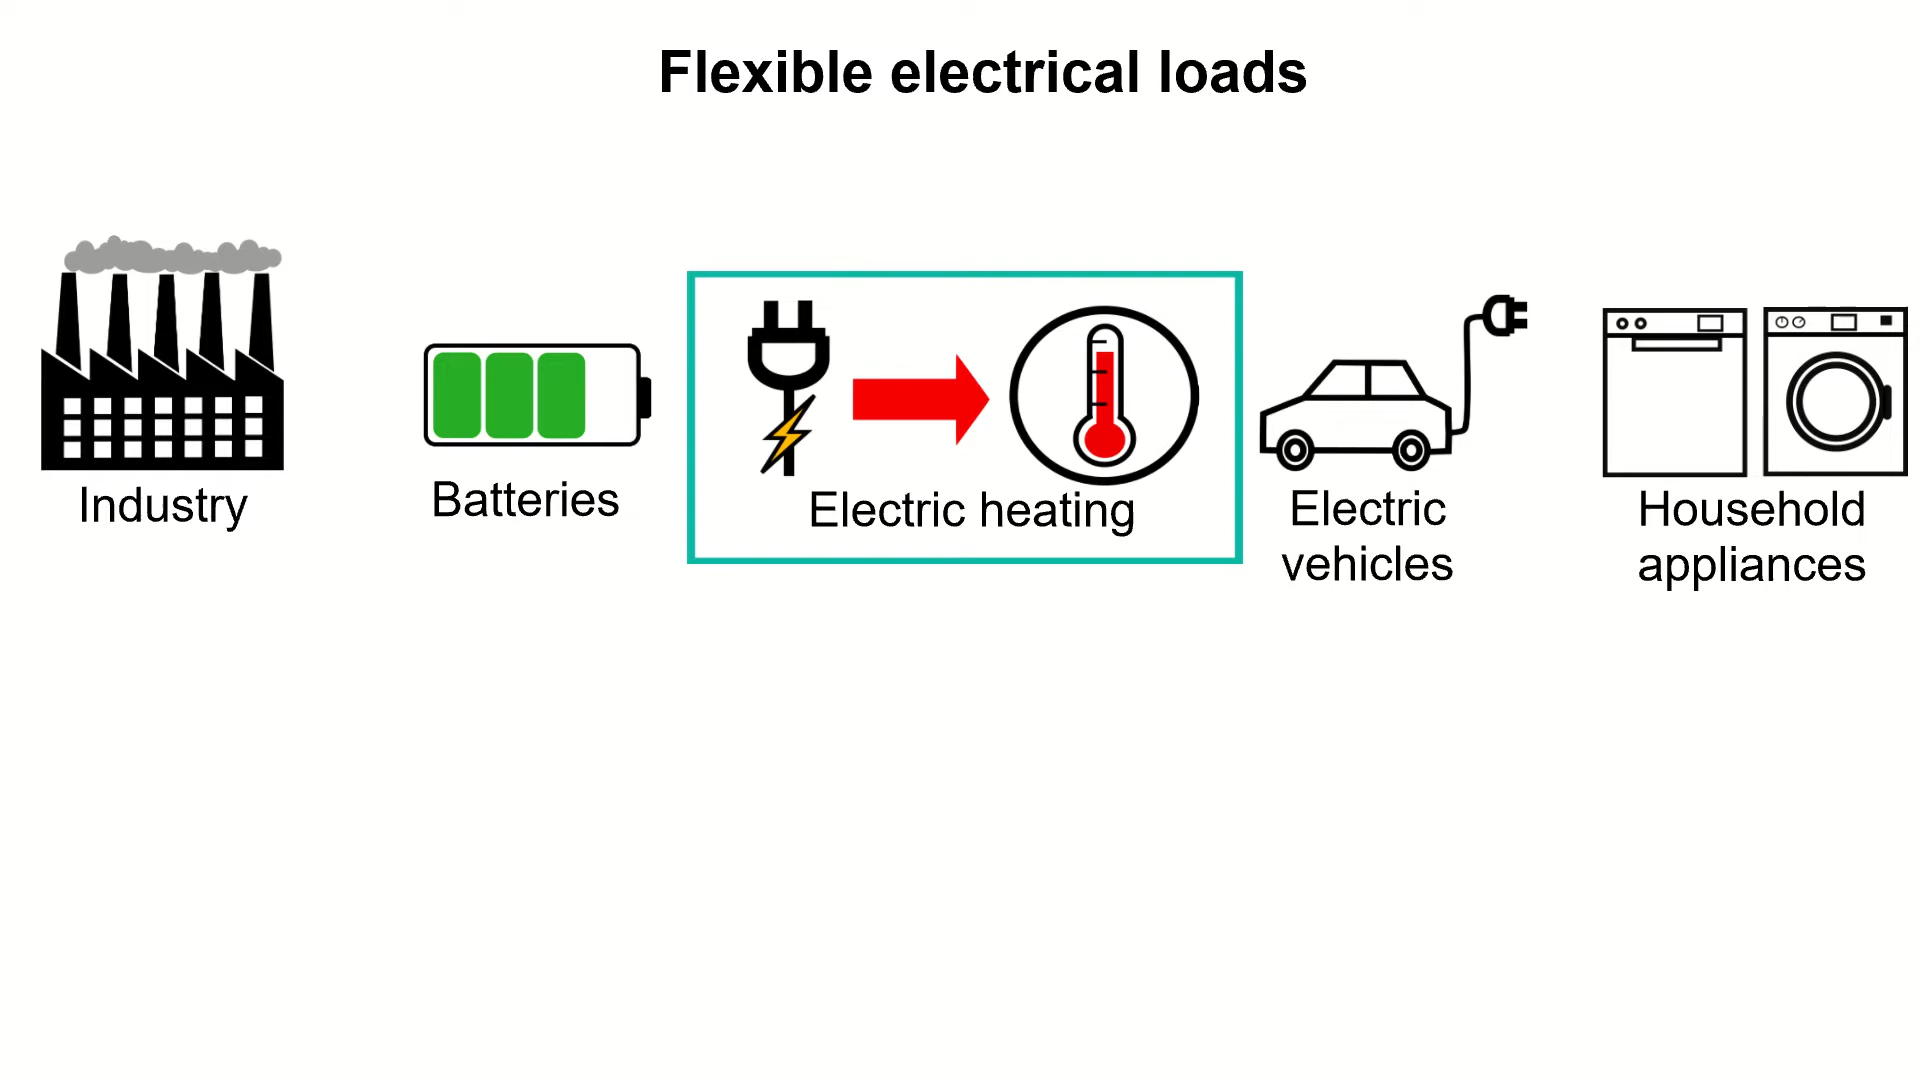 Flexible electrical loads
Industry
Batteries
Electric heating
Electric
vehicles
Household
appliances